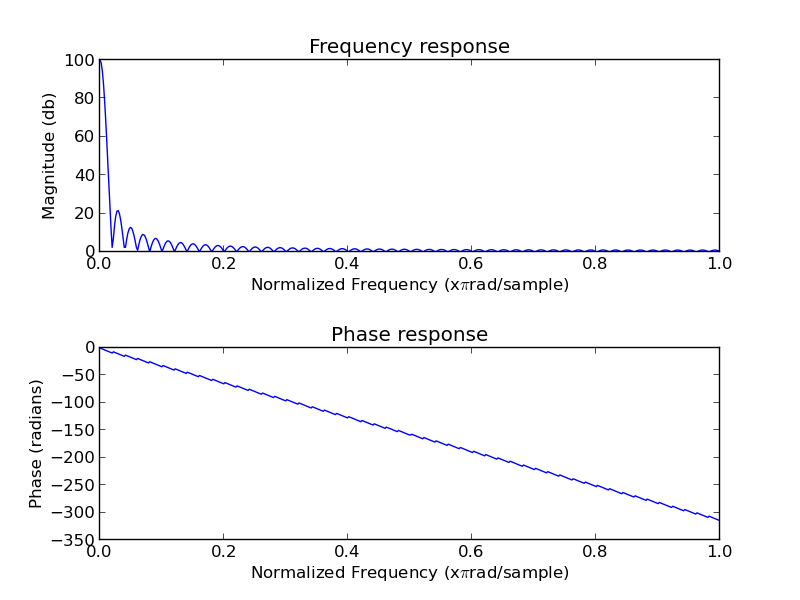 Frequency response
100
80
60
40
20
0
Magnitude (db)
0.0 0.2 0.4 0.6 0.8 1.0
Normalized Frequency (xπrad/sample)
Phase response
0
−50
−100
−150
−200
−250
−300
−350
Phase (radians)
0.0 0.2 0.4 0.6 0.8 1.0
Normalized Frequency (xπrad/sample)